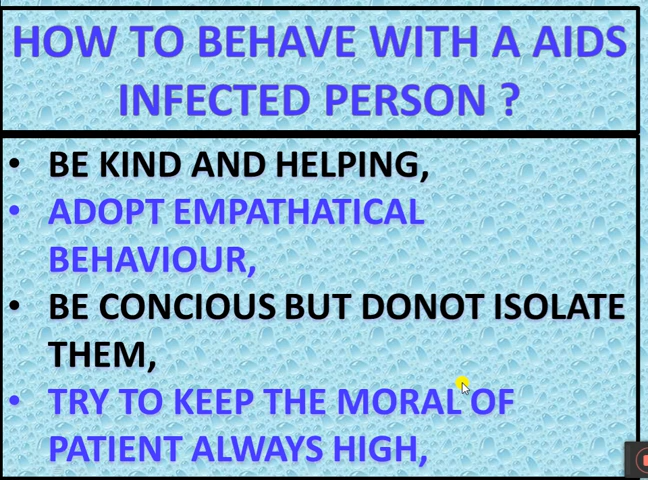 HOW TO BEHAVE WITH A AIDS
INFECTED PERSON ?
• BE KIND AND HELPING,
• ADOPT EMPATHATICAL
BEHAVIOUR,
• BE CONCIOUS BUT DONOT ISOLATE
THEM,
• TRY TO KEEP THE MORAL OF
PATIENT ALWAYS HIGH,